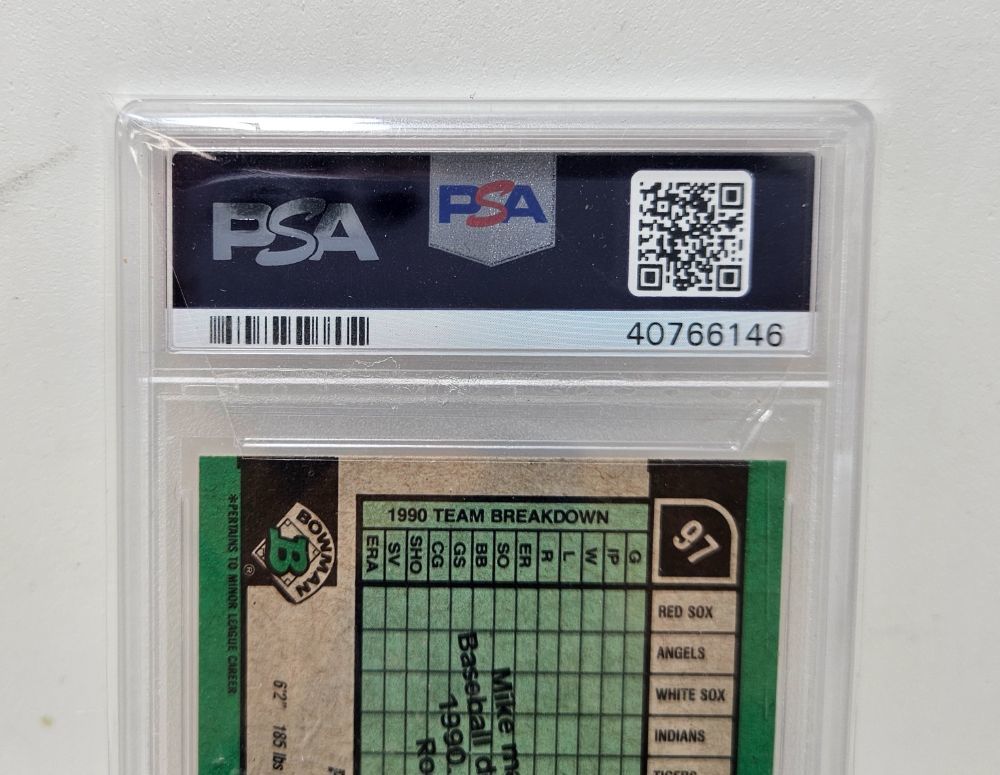 PSA
PSA
40766146
97
1990 TEAM BREAKDOWN
G
IP
W
L
R
ER
SO
BB
GS
CG
SHO
SV
ERA
RED SOX
ANGELS
WHITE SOX
INDIANS
BOWMAN
B
®
*PERTAINS TO MINOR LEAGUE CAREER
6'2" 185 lbs
Mike
Baseball
1990.